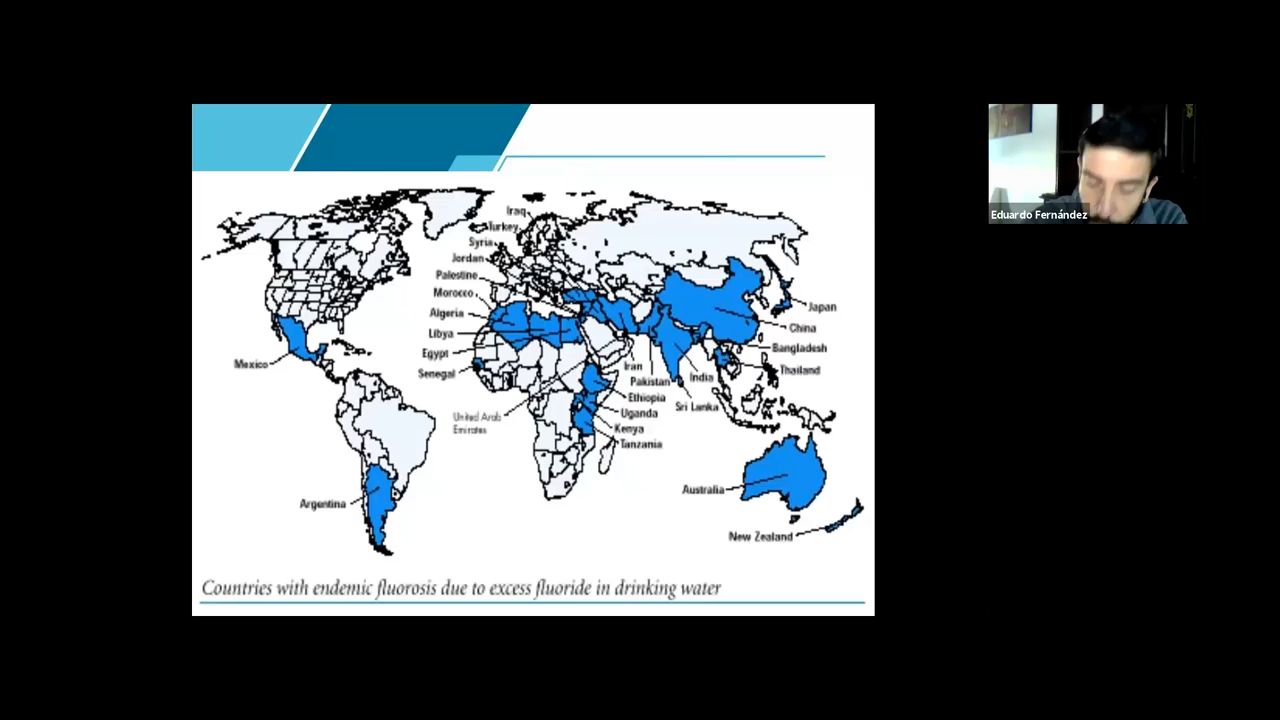 Iraq
Turkey
Syria
Jordan
Palestine
Morocco
Algeria
Libya
Egypt
Senegal
United Arab
Emirates
Mexico
Argentina
Iran
Pakistan
India
Sri Lanka
Ethiopia
Uganda
Kenya
Tanzania
Japan
China
Bangladesh
Thailand
Australia
New Zealand
Countries with endemic fluorosis due to excess fluoride in drinking water
Eduardo Fernández